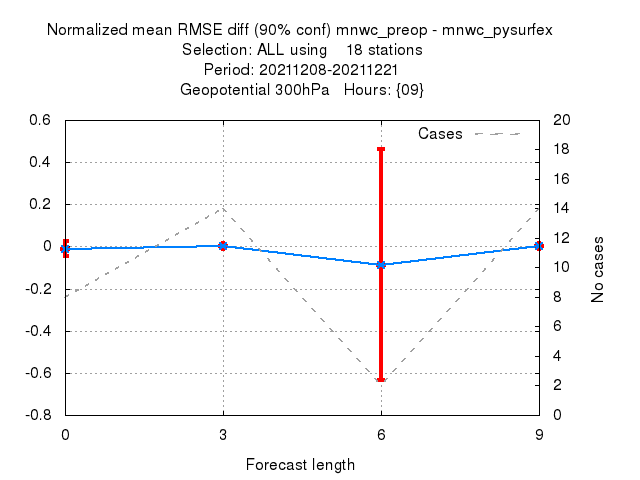 Normalized mean RMSE diff (90% conf) mnwc_preop - mnwc_pysurfex
Selection: ALL using    18 stations
Period: 20211208-20211221
Geopotential 300hPa   Hours: {09}
Cases
0.6
0.4
0.2
0
-0.2
-0.4
-0.6
-0.8
20
18
16
14
12
10
8
6
4
2
0
No cases
0 3 6 9
Forecast length